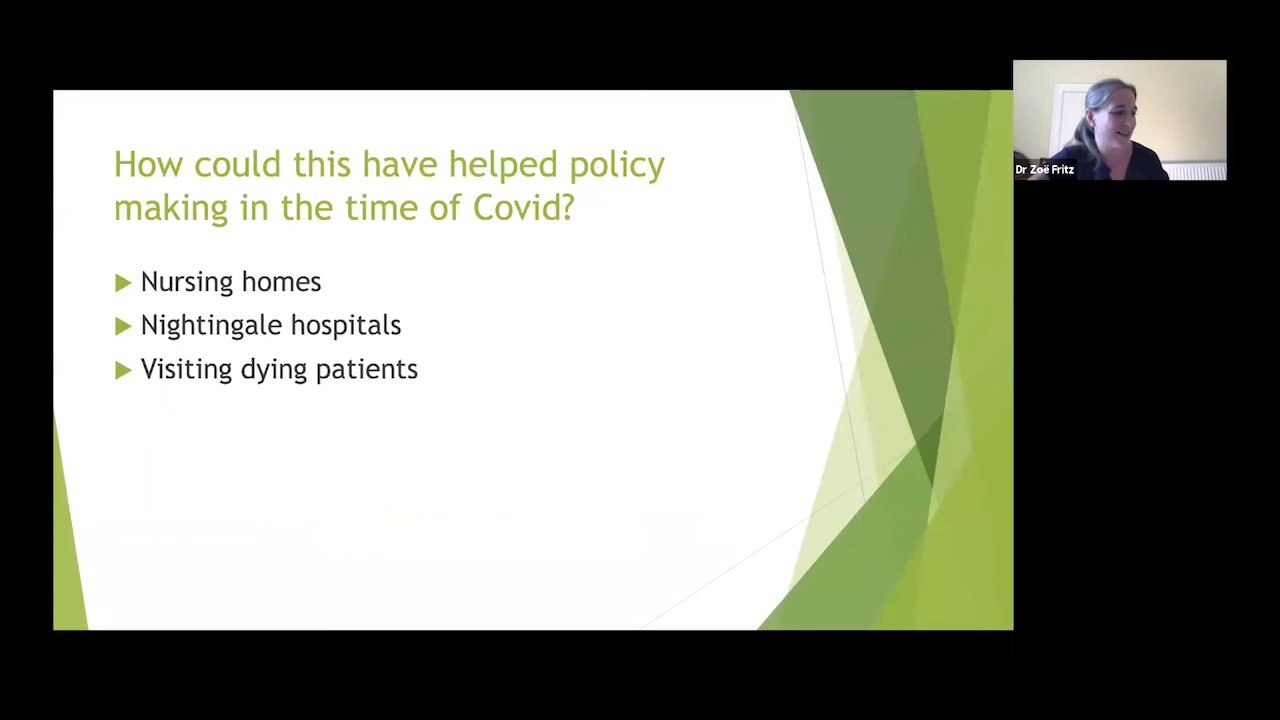 How could this have helped policy
making in the time of Covid?
Nursing homes
Nightingale hospitals
Visiting dying patients
Dr Zoë Fritz